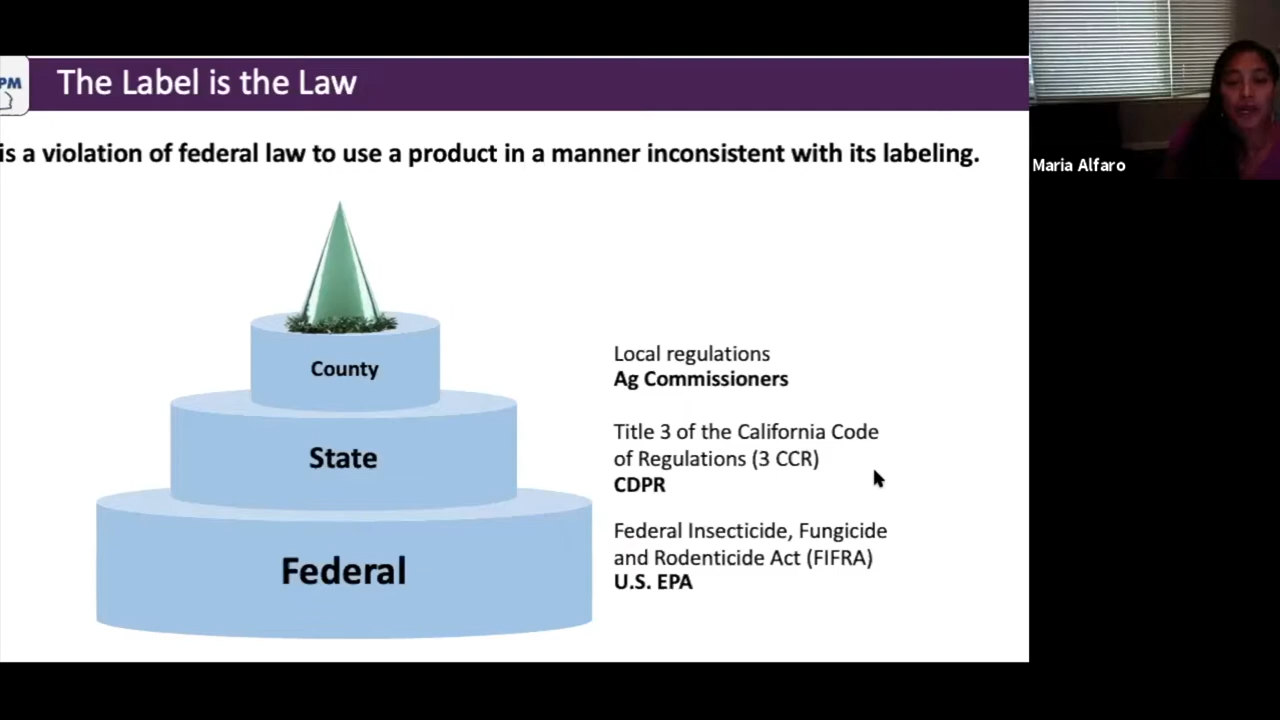 PM
The Label is the Law
is a violation of federal law to use a product in a manner inconsistent with its labeling.
Maria Alfaro
County
Local regulations
Ag Commissioners
State
Title 3 of the California Code
of Regulations (3 CCR)
CDPR
Federal
Federal Insecticide, Fungicide
and Rodenticide Act (FIFRA)
U.S. EPA